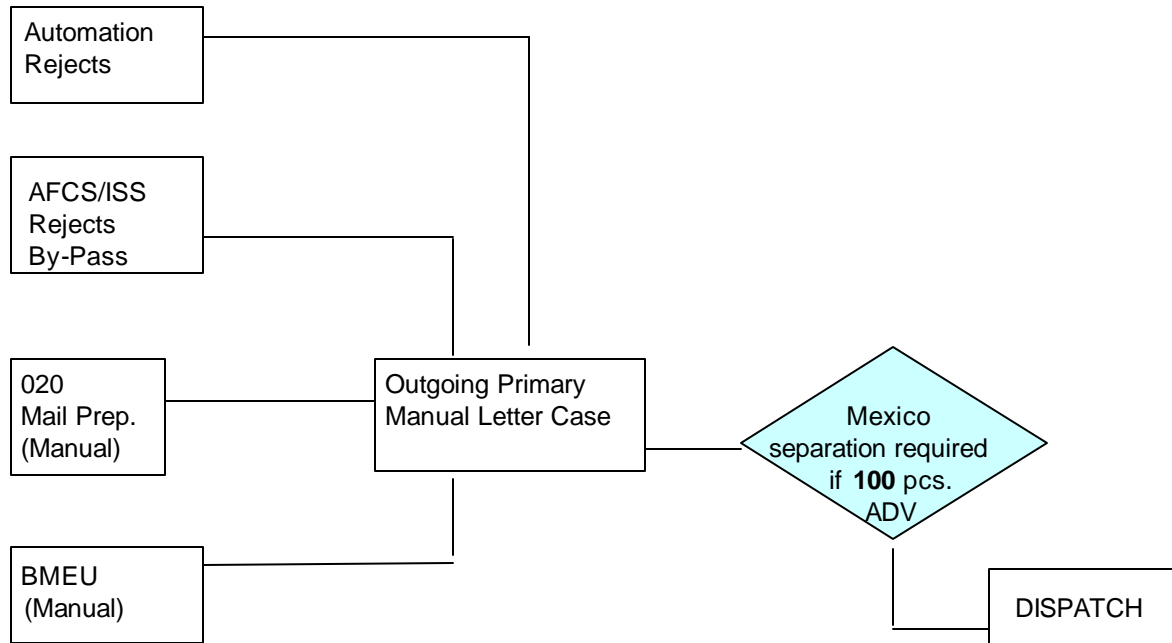 Automation
Rejects
AFCS/ISS
Rejects
By-Pass
020
Mail Prep.
(Manual)
Outgoing Primary
Manual Letter Case
Mexico
separation required
if 100 pcs.
ADV
BMEU
(Manual)
DISPATCH